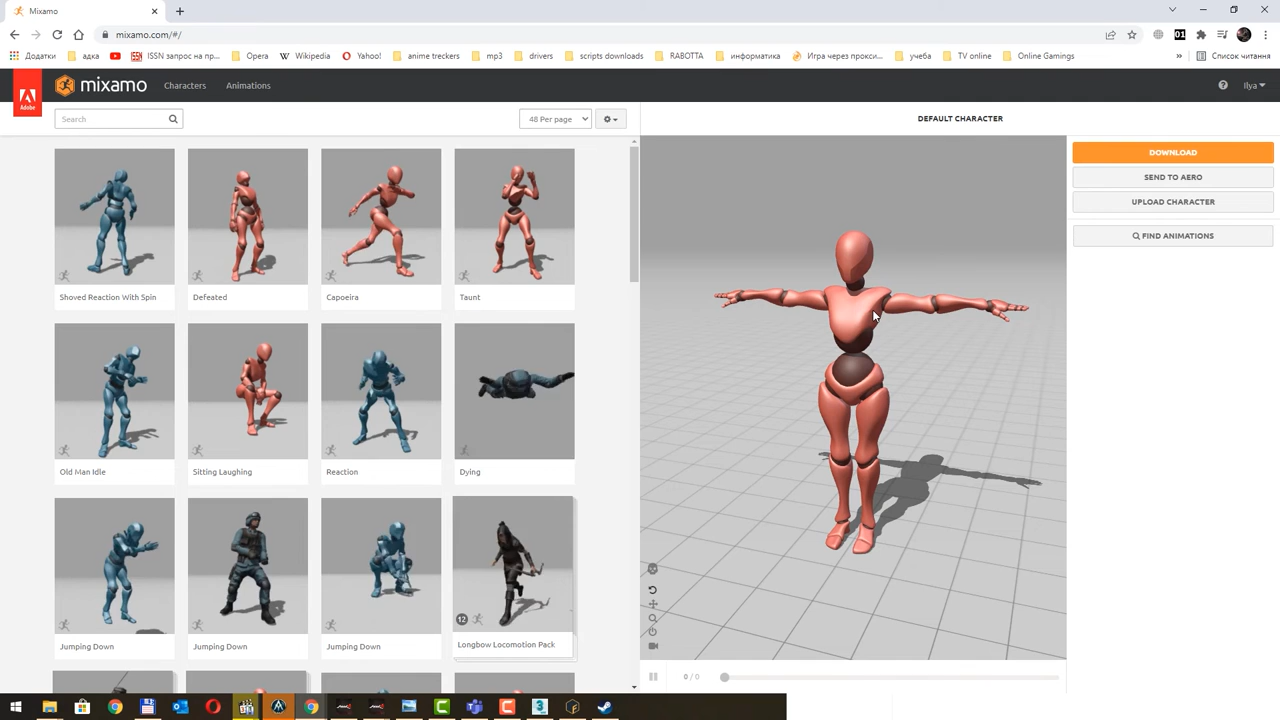 Mixamo
mixamo.com/#/
Додатки
адка
ISSN запрос на пр...
Opera
Wikipedia
Yahoo!
anime treckers
mp3
drivers
scripts downloads
RABOTTA
информатика
Игра через прокси...
учеба
TV online
Online Gamings
»
Список читання
Adobe
mixamo
Characters
Animations
Ilya
Search
48 Per page
DEFAULT CHARACTER
DOWNLOAD
SEND TO AERO
UPLOAD CHARACTER
FIND ANIMATIONS
Shoved Reaction With Spin
Defeated
Capoeira
Taunt
Old Man Idle
Sitting Laughing
Reaction
Dying
12
Jumping Down
Jumping Down
Jumping Down
Longbow Locomotion Pack
0 / 0